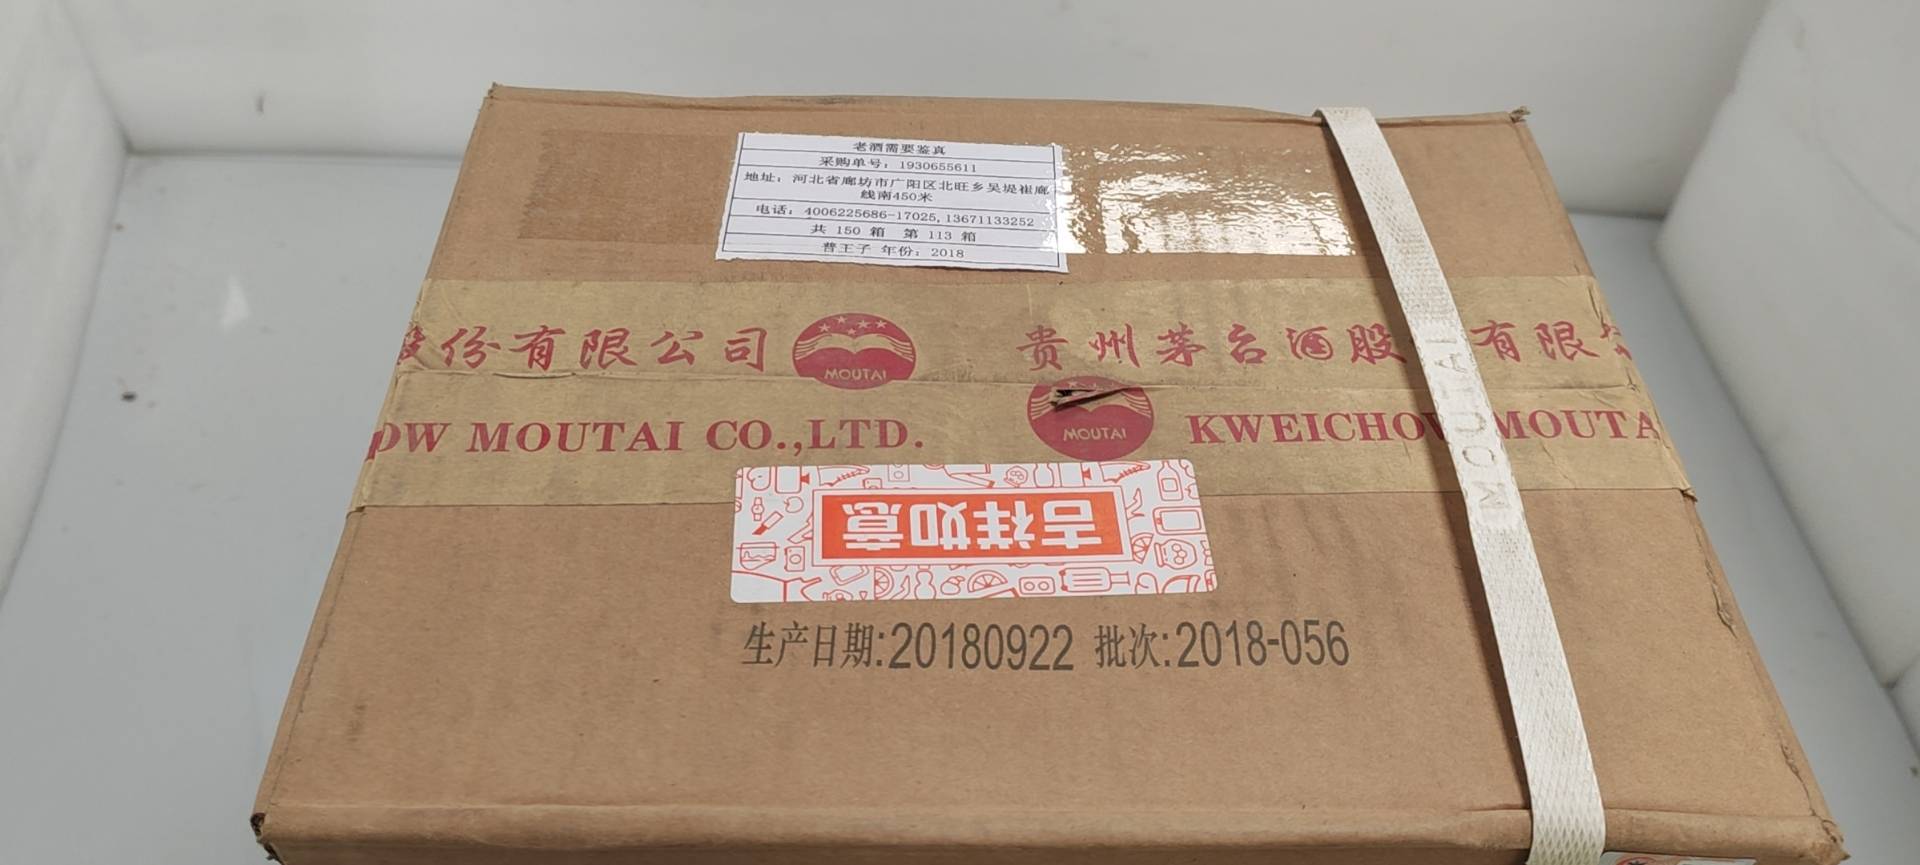 老酒需要鉴真
采购单号：1930655611
地址：河北省廊坊市广阳区北旺乡吴堤崔廊
线南450米
电话：4006225686-17025,13671133252
共 150 箱 第 113 箱
普王子 年份：2018
股份有限公司 MOUTAI 贵州茅台酒股 有限
OW MOUTAI CO.,LTD. MOUTAI KWEICHOW MOUTA
MOUTAI
吉祥如意
生产日期:20180922 批次:2018-056